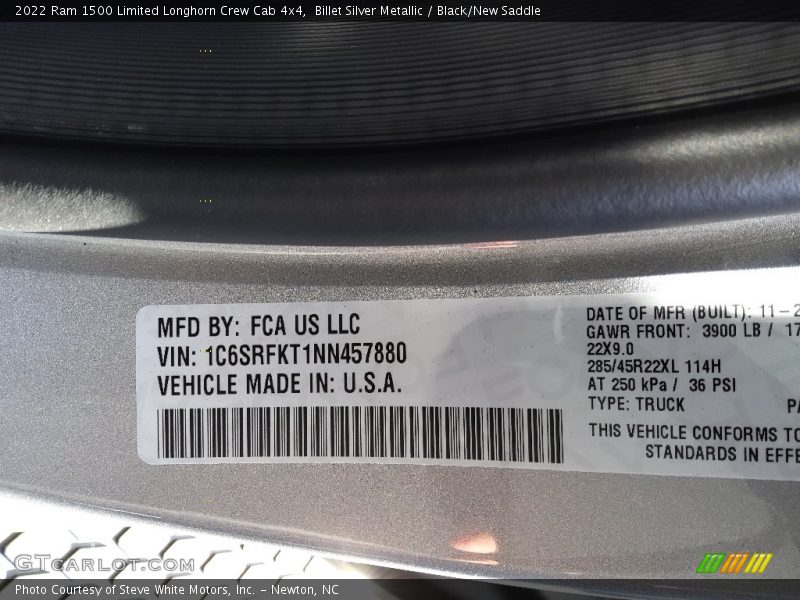 2022 Ram 1500 Limited Longhorn Crew Cab 4x4, Billet Silver Metallic / Black/New Saddle
MFD BY: FCA US LLC
VIN: 1C6SRFKT1NN457880
VEHICLE MADE IN: U.S.A.
DATE OF MFR (BUILT): 11-2
GAWR FRONT: 3900 LB / 17
22X9.0
285/45R22XL 114H
AT 250 kPa / 36 PSI
TYPE: TRUCK PA
THIS VEHICLE CONFORMS TO
STANDARDS IN EFFE
GTCarLot.com
Photo Courtesy of Steve White Motors, Inc. – Newton, NC